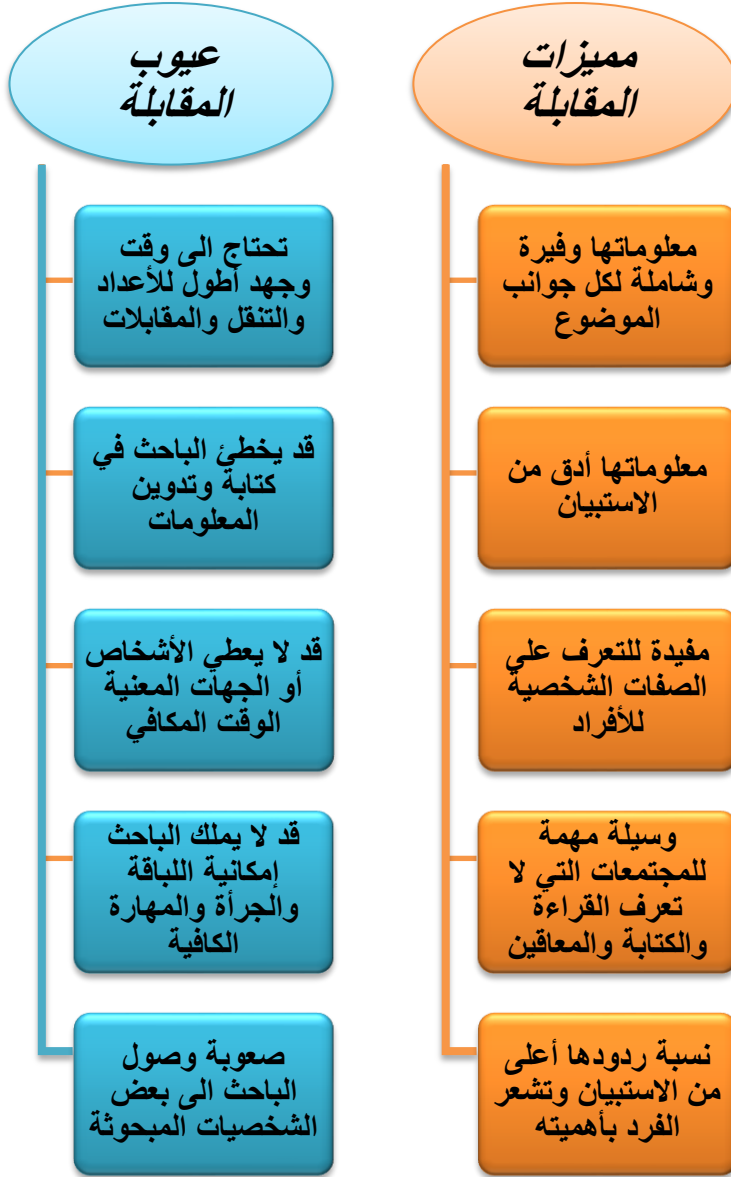 مميزات
المقابلة
معلوماتها وفيرة
وشاملة لكل جوانب
الموضوع
معلوماتها أدق من
الاستبيان
مفيدة للتعرف على
الصفات الشخصية
للأفراد
وسيلة مهمة
للمجتمعات التي لا
تعرف القراءة
والكتابة والمعاقين
نسبة ردودها أعلى
من الاستبيان وتشعر
الفرد بأهميته
عيوب
المقابلة
تحتاج الى وقت
وجهد أطول للأعداد
والتنقل والمقابلات
قد يخطئ الباحث في
كتابة وتدوين
المعلومات
قد لا يعطي الأشخاص
أو الجهات المعنية
الوقت المكافي
قد لا يملك الباحث
إمكانية اللباقة
والجرأة والمهارة
الكافية
صعوبة وصول
الباحث الى بعض
الشخصيات المبحوثة